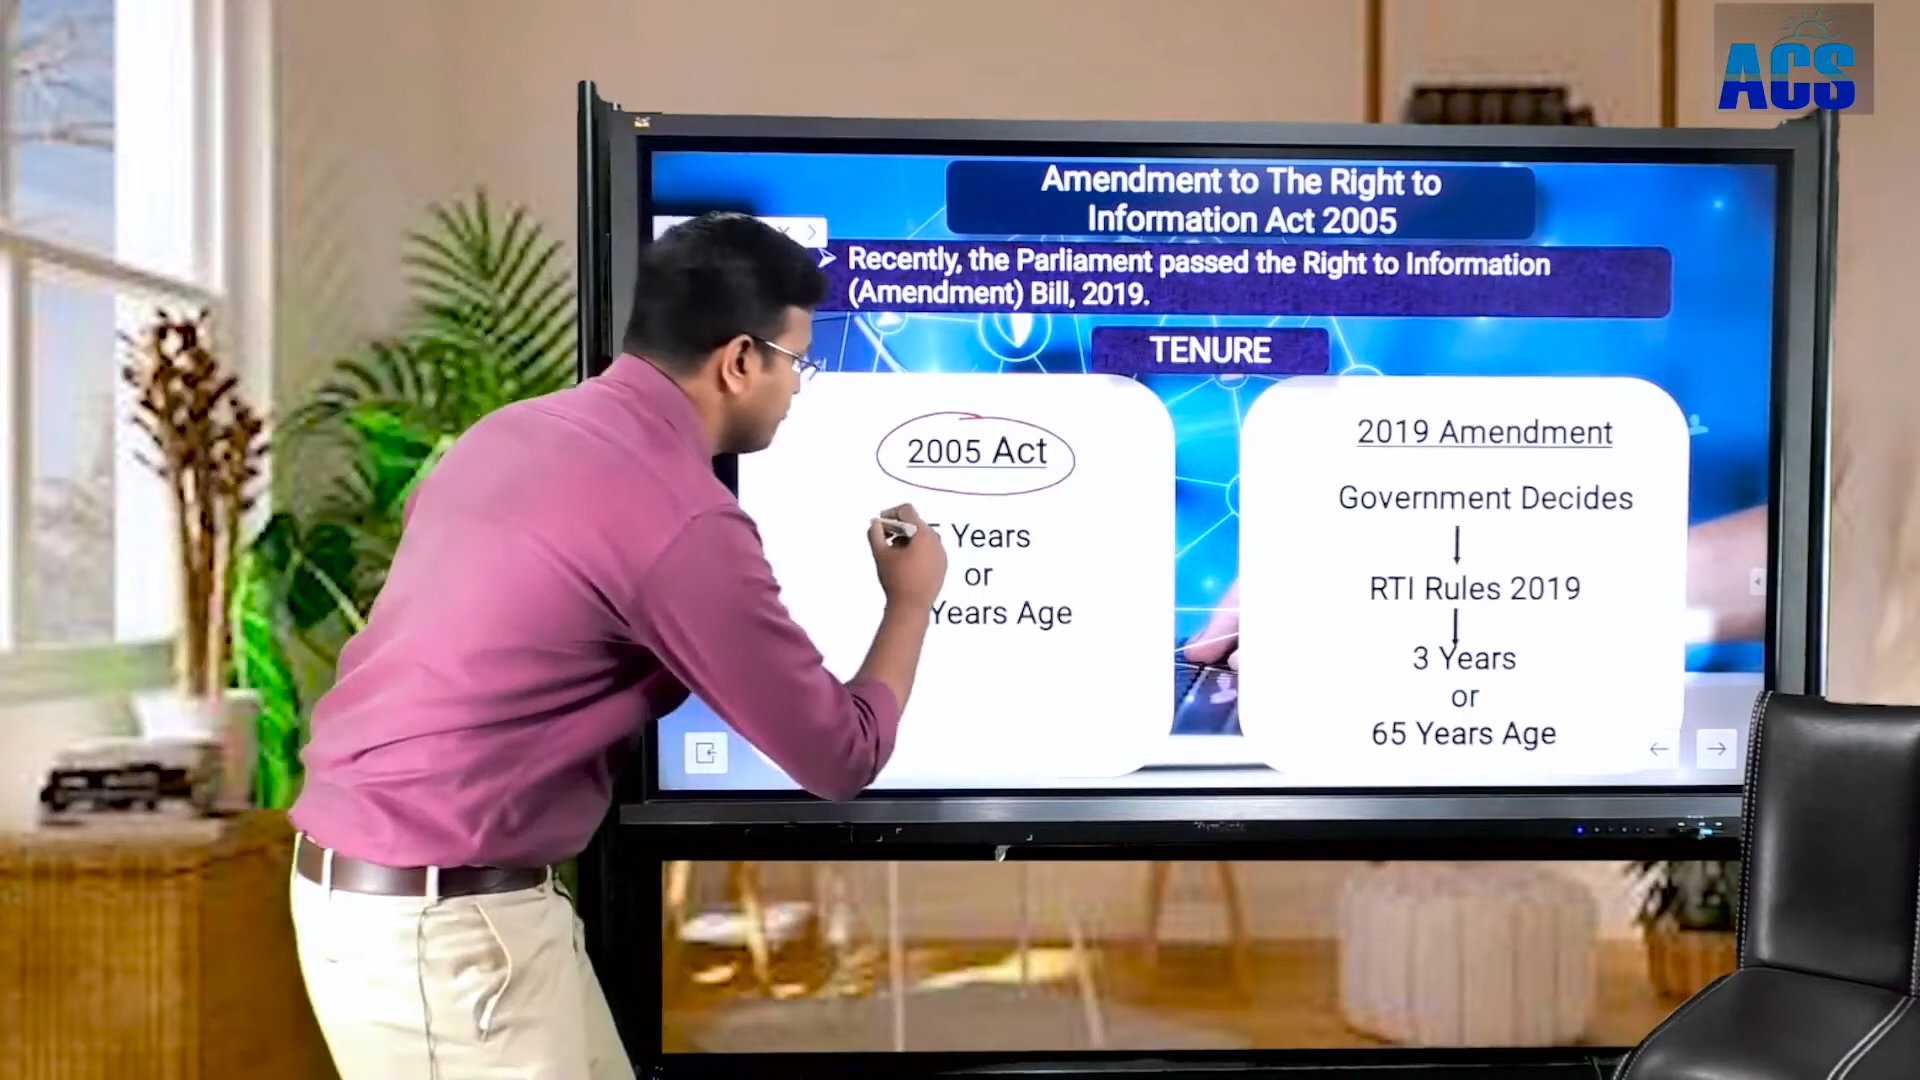 ACS
Amendment to The Right to
Information Act 2005
Recently, the Parliament passed the Right to Information
(Amendment) Bill, 2019.
TENURE
2005 Act
Years
or
Years Age
2019 Amendment
Government Decides
RTI Rules 2019
3 Years
or
65 Years Age